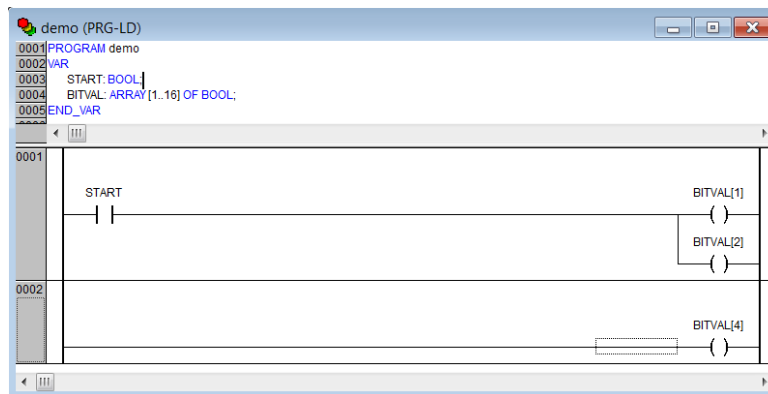 demo (PRG-LD)
0001 PROGRAM demo
0002 VAR
0003 START: BOOL;
0004 BITVAL: ARRAY [1..16] OF BOOL;
0005 END_VAR
0001
START BITVAL[1]
BITVAL[2]
0002
BITVAL[4]